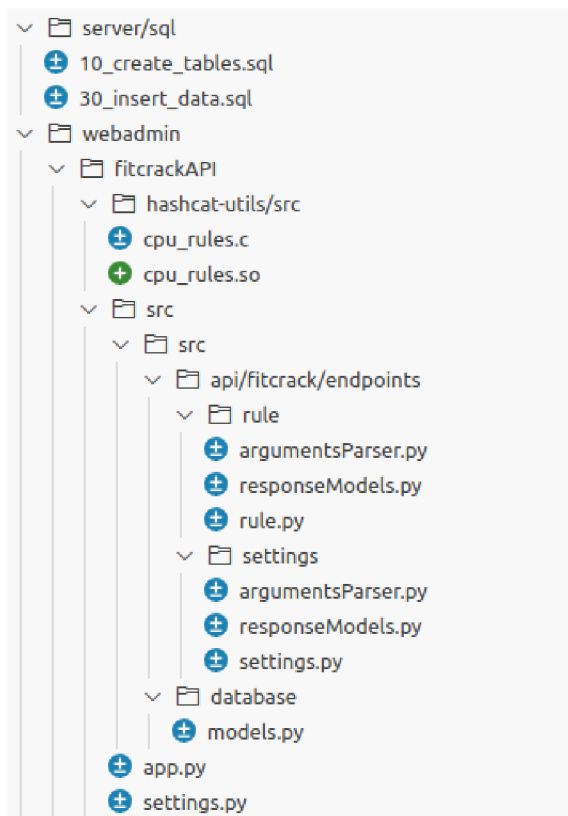 server/sql
10_create_tables.sql
30_insert_data.sql
webadmin
fitcrackAPI
hashcat-utils/src
cpu_rules.c
cpu_rules.so
src
src
api/fitcrack/endpoints
rule
argumentsParser.py
responseModels.py
rule.py
settings
argumentsParser.py
responseModels.py
settings.py
database
models.py
app.py
settings.py